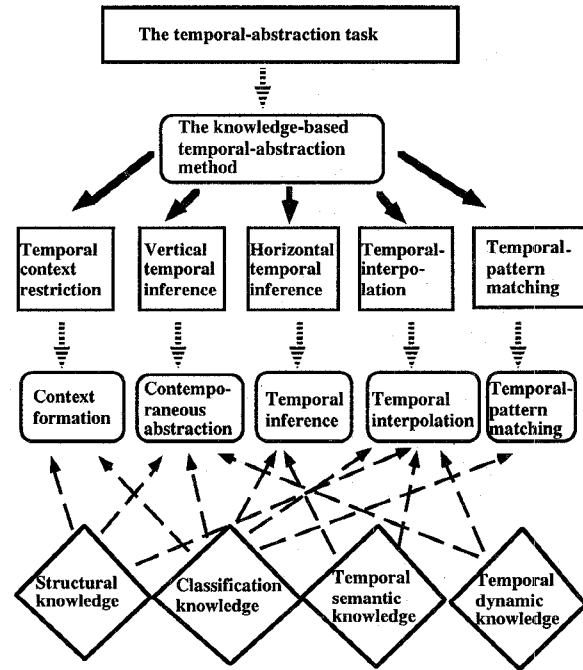 The temporal-abstraction task
The knowledge-based
temporal-abstraction
method
Temporal
context
restriction
Vertical
temporal
inference
Horizontal
temporal
inference
Temporal-
interpo-
lation
Temporal-
pattern
matching
Context
formation
Contempo-
raneous
abstraction
Temporal
inference
Temporal
interpolation
Temporal-
pattern
matching
Structural
knowledge
Classification
knowledge
Temporal
semantic
knowledge
Temporal
dynamic
knowledge